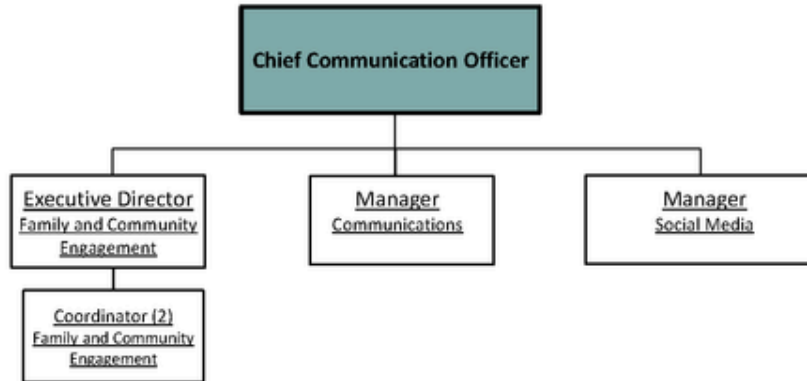 Chief Communication Officer
Executive Director
Family and Community
Engagement
Manager
Communications
Manager
Social Media
Coordinator (2)
Family and Community
Engagement